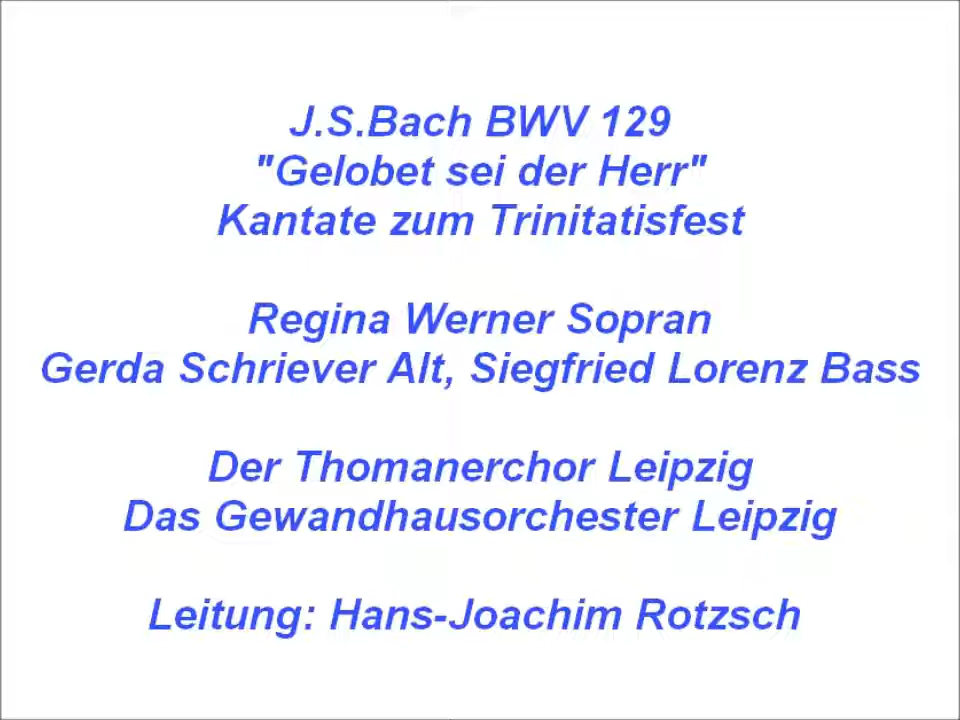 J.S.Bach BWV 129
"Gelobet sei der Herr"
Kantate zum Trinitatisfest
Regina Werner Sopran
Gerda Schriever Alt, Siegfried Lorenz Bass
Der Thomanerchor Leipzig
Das Gewandhausorchester Leipzig
Leitung: Hans-Joachim Rotzsch